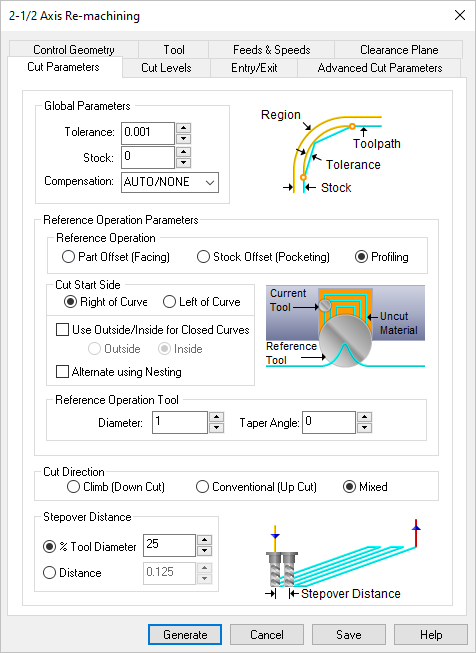 2-1/2 Axis Re-machining
Control Geometry
Tool
Feeds & Speeds
Clearance Plane
Cut Parameters
Cut Levels
Entry/Exit
Advanced Cut Parameters
Global Parameters
Tolerance: 0.001
Stock: 0
Compensation: AUTO/NONE
Region
Toolpath
Tolerance
Stock
Reference Operation Parameters
Reference Operation
Part Offset (Facing)
Stock Offset (Pocketing)
Profiling
Cut Start Side
Right of Curve
Left of Curve
Use Outside/Inside for Closed Curves
Outside
Inside
Alternate using Nesting
Current
Tool
Uncut
Material
Reference
Tool
Reference Operation Tool
Diameter: 1
Taper Angle: 0
Cut Direction
Climb (Down Cut)
Conventional (Up Cut)
Mixed
Stepover Distance
% Tool Diameter 25
Distance 0.125
Stepover Distance
Generate
Cancel
Save
Help